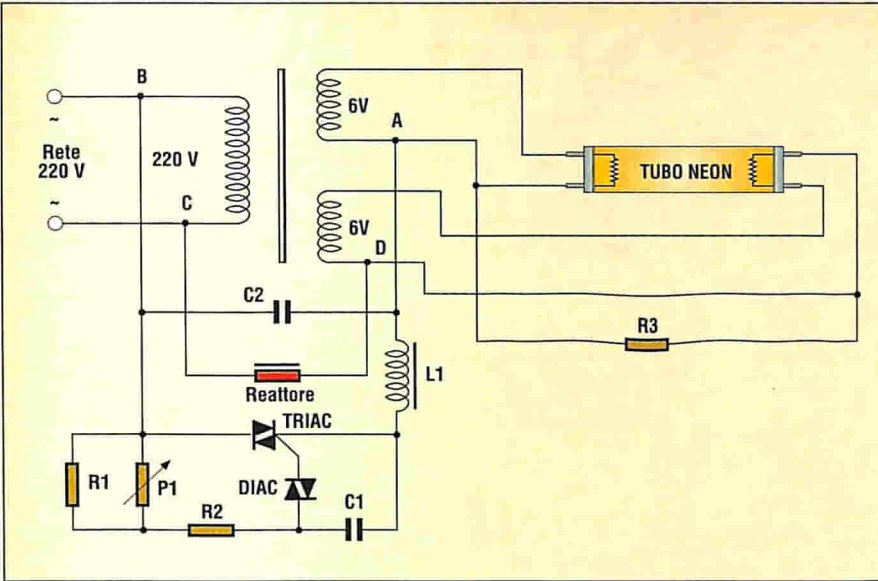 B
~
Rete
220 V
~
220 V
C
6V
A
6V
D
TUBO NEON
C2
R3
L1
Reattore
TRIAC
R1
P1
DIAC
R2
C1